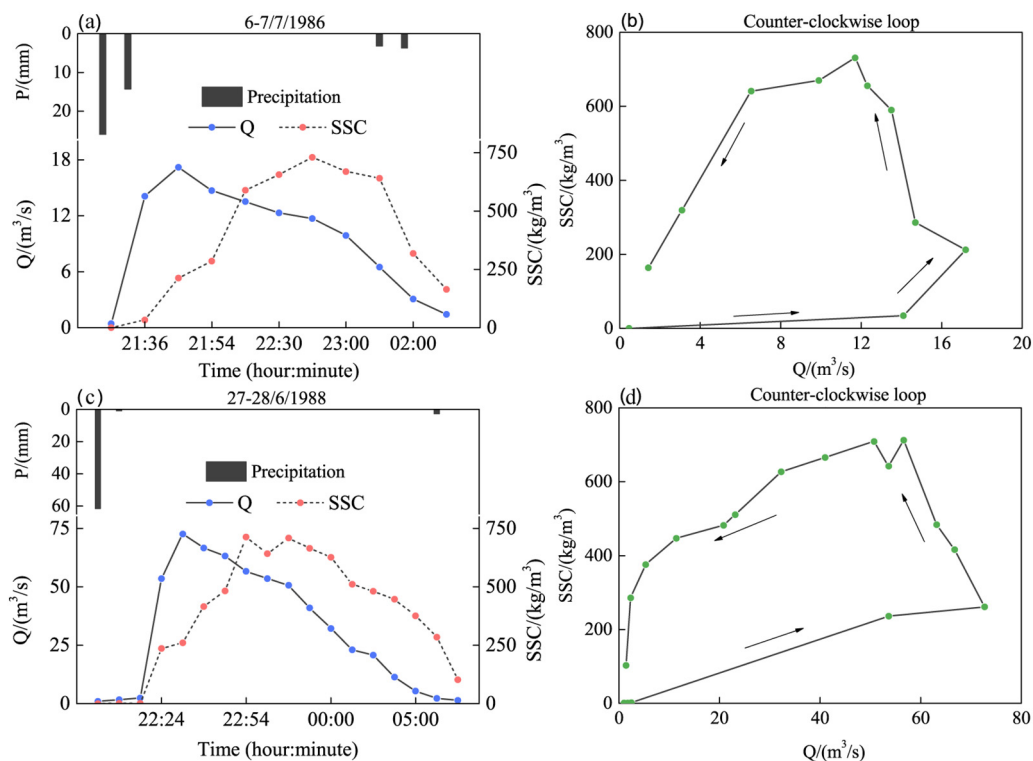 (a)
6-7/7/1986
P/(mm)
0
10
20
Precipitation
Q
SSC
Q/(m³/s)
18
12
6
0
SSC/(kg/m³)
750
500
250
0
21:36
21:54
22:30
23:00
02:00
Time (hour:minute)
(b)
Counter-clockwise loop
SSC/(kg/m³)
800
600
400
200
0
0
4
8
12
16
20
Q/(m³/s)
(c)
27-28/6/1988
P/(mm)
0
20
40
60
Precipitation
Q
SSC
Q/(m³/s)
75
50
25
0
SSC/(kg/m³)
750
500
250
0
22:24
22:54
00:00
05:00
Time (hour:minute)
(d)
Counter-clockwise loop
SSC/(kg/m³)
800
600
400
200
0
0
20
40
60
80
Q/(m³/s)